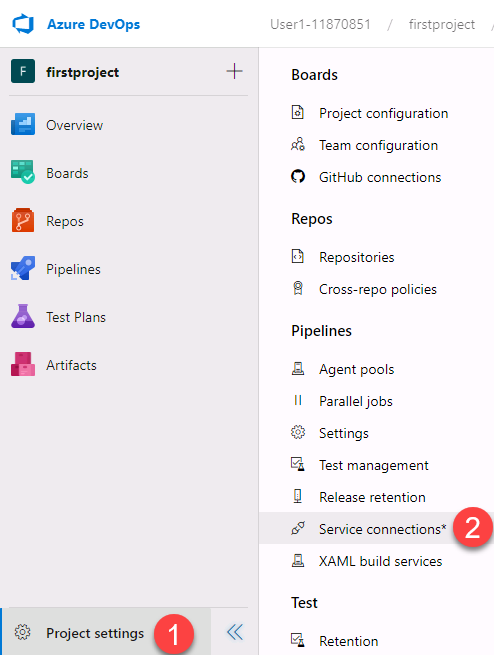 Azure DevOps
User1-11870851 / firstproject /
F firstproject +
Overview
Boards
Repos
Pipelines
Test Plans
Artifacts
Project settings 1
Boards
Project configuration
Team configuration
GitHub connections
Repos
Repositories
Cross-repo policies
Pipelines
Agent pools
Parallel jobs
Settings
Test management
Release retention
Service connections* 2
XAML build services
Test
Retention